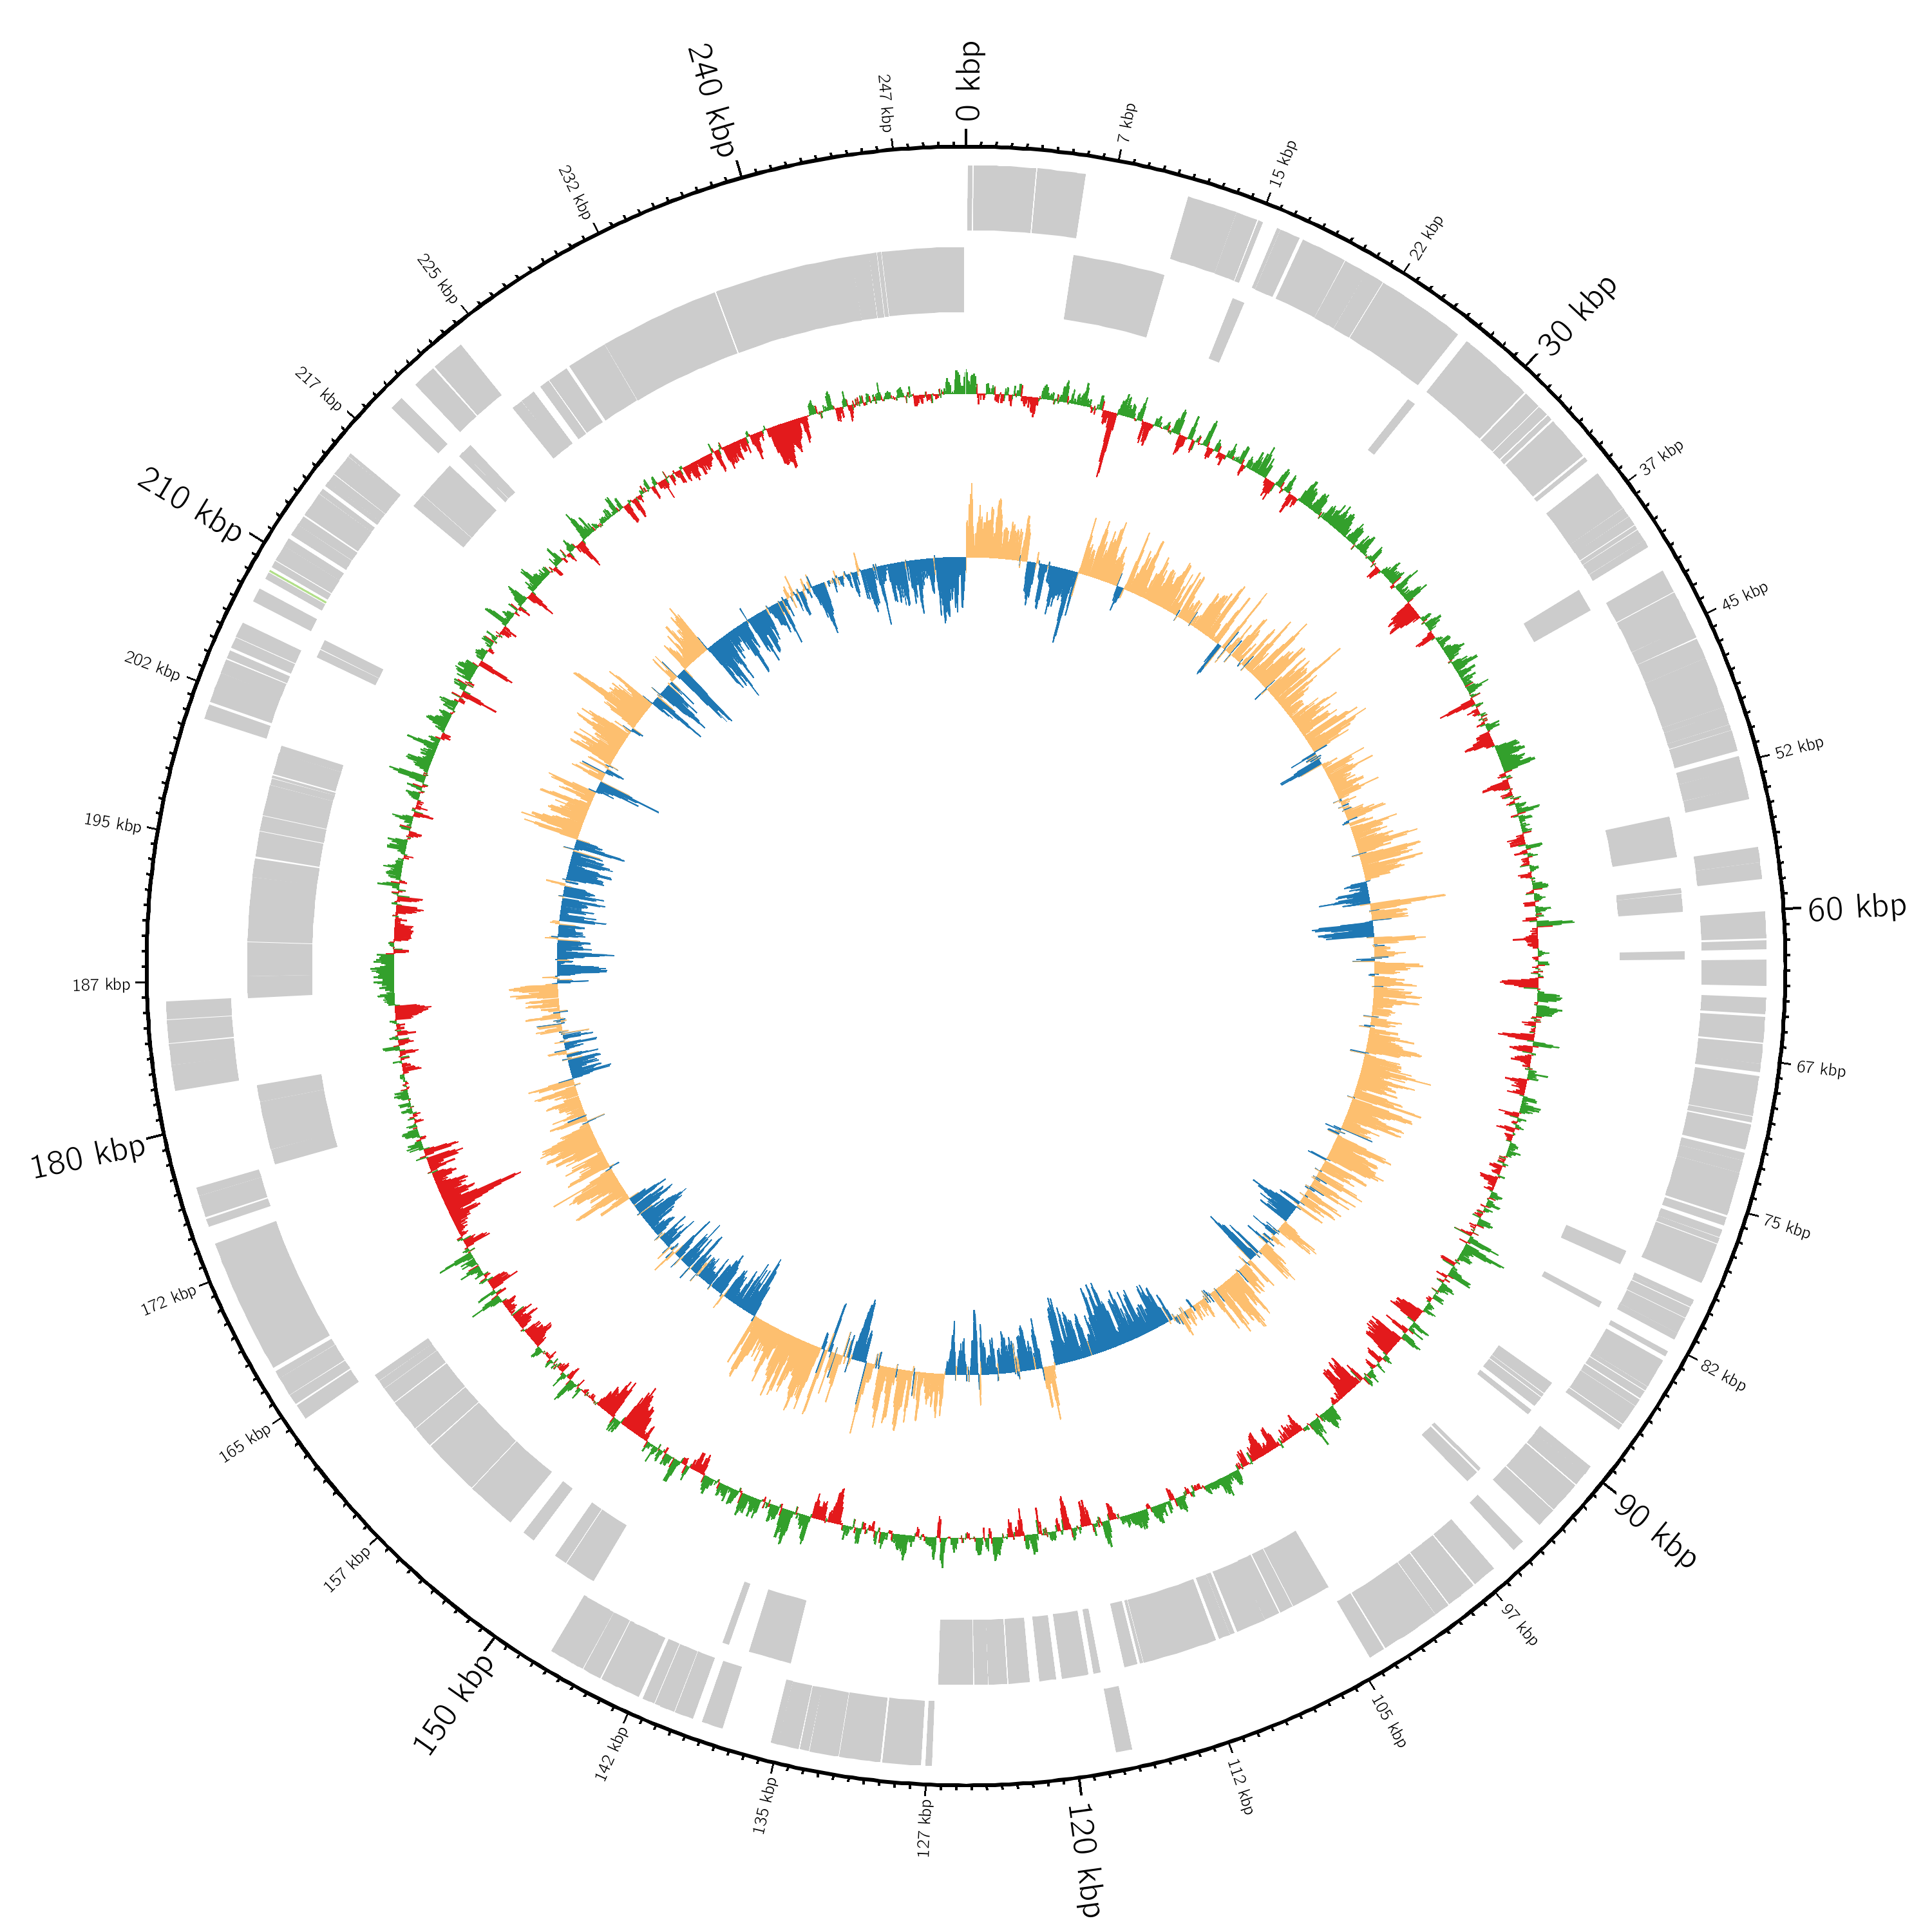 0 kbp
7 kbp
15 kbp
22 kbp
30 kbp
37 kbp
45 kbp
52 kbp
60 kbp
67 kbp
75 kbp
82 kbp
90 kbp
97 kbp
105 kbp
112 kbp
120 kbp
127 kbp
135 kbp
142 kbp
150 kbp
157 kbp
165 kbp
172 kbp
180 kbp
187 kbp
195 kbp
202 kbp
210 kbp
217 kbp
225 kbp
232 kbp
240 kbp
247 kbp